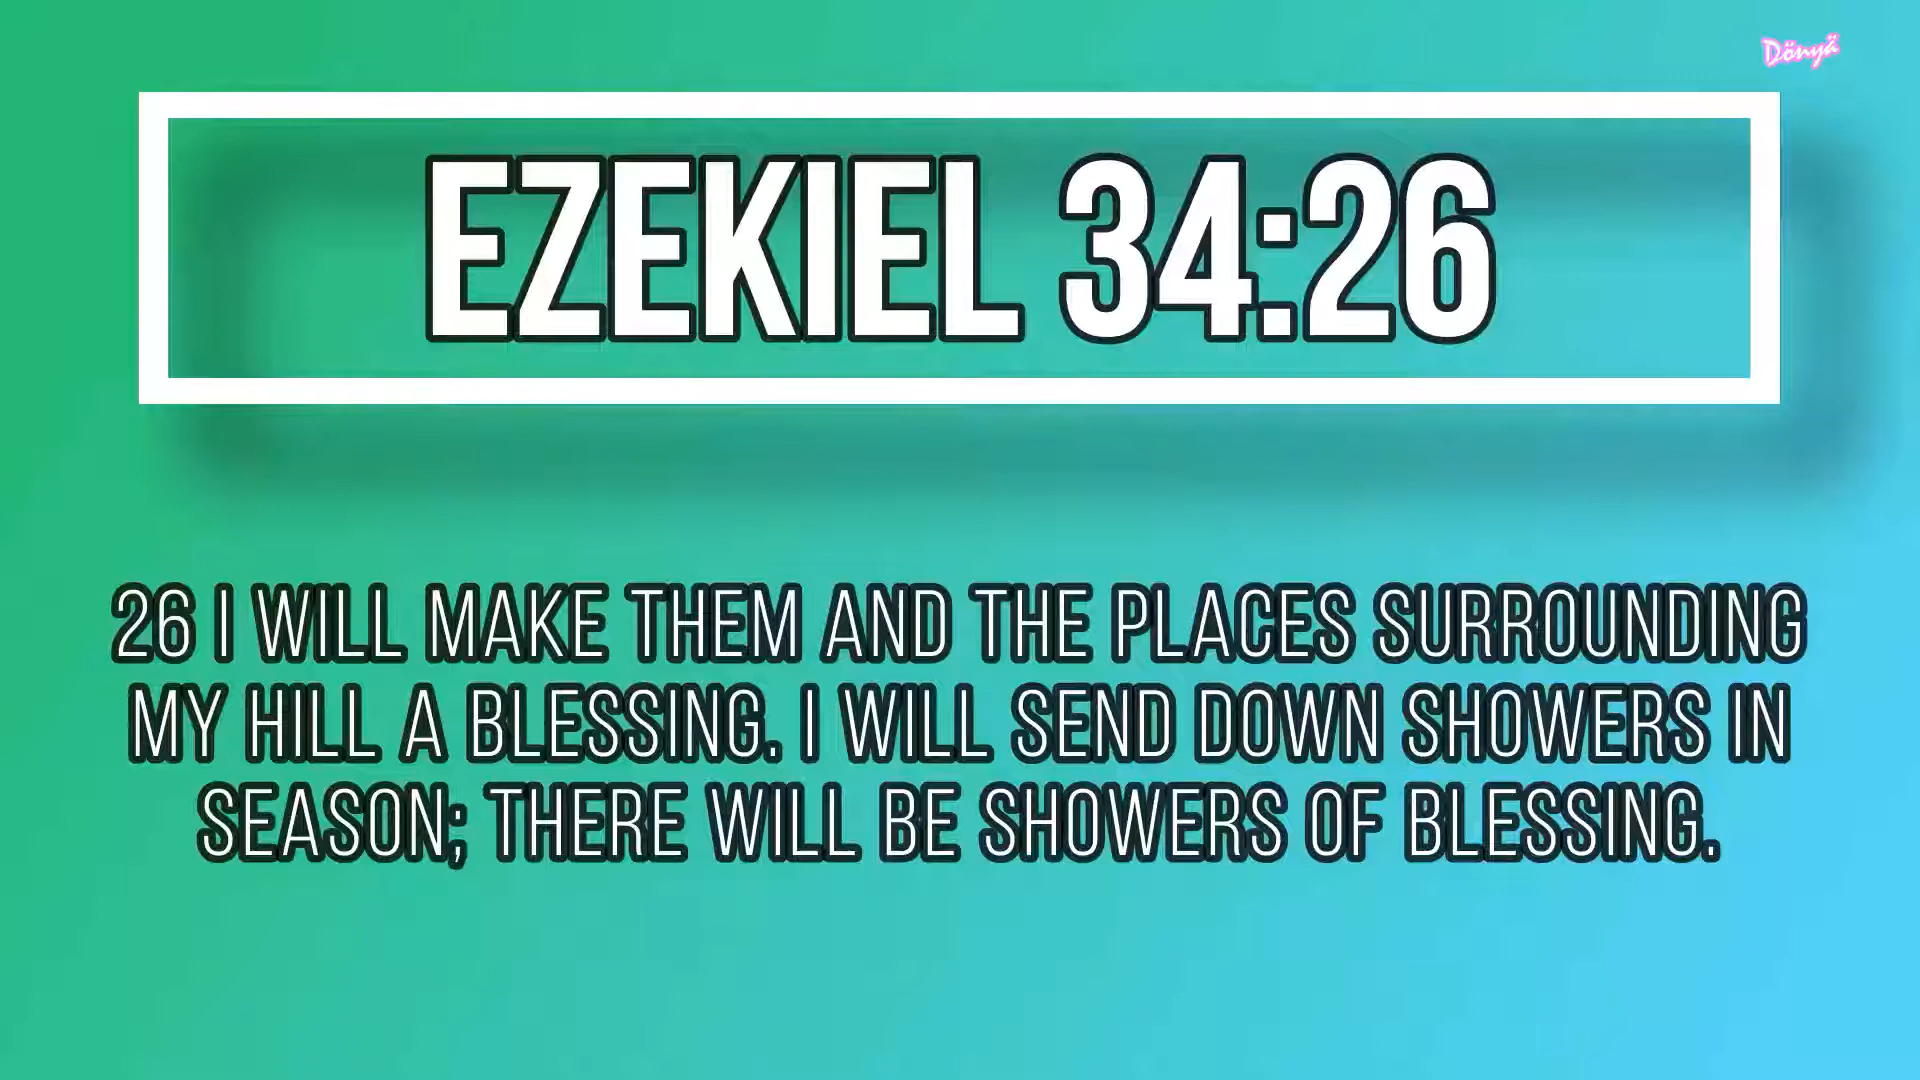 Dönyä
EZEKIEL 34:26
26 I WILL MAKE THEM AND THE PLACES SURROUNDING
MY HILL A BLESSING. I WILL SEND DOWN SHOWERS IN
SEASON; THERE WILL BE SHOWERS OF BLESSING.